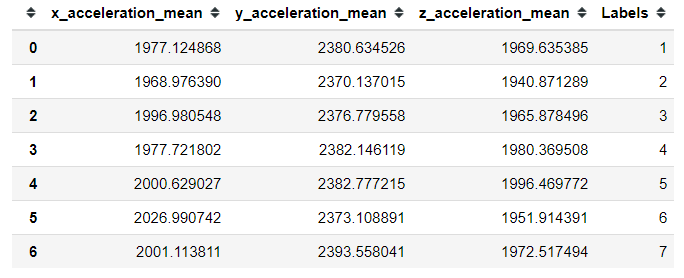 x_acceleration_mean y_acceleration_mean z_acceleration_mean Labels
0 1977.124868 2380.634526 1969.635385 1
1 1968.976390 2370.137015 1940.871289 2
2 1996.980548 2376.779558 1965.878496 3
3 1977.721802 2382.146119 1980.369508 4
4 2000.629027 2382.777215 1996.469772 5
5 2026.990742 2373.108891 1951.914391 6
6 2001.113811 2393.558041 1972.517494 7